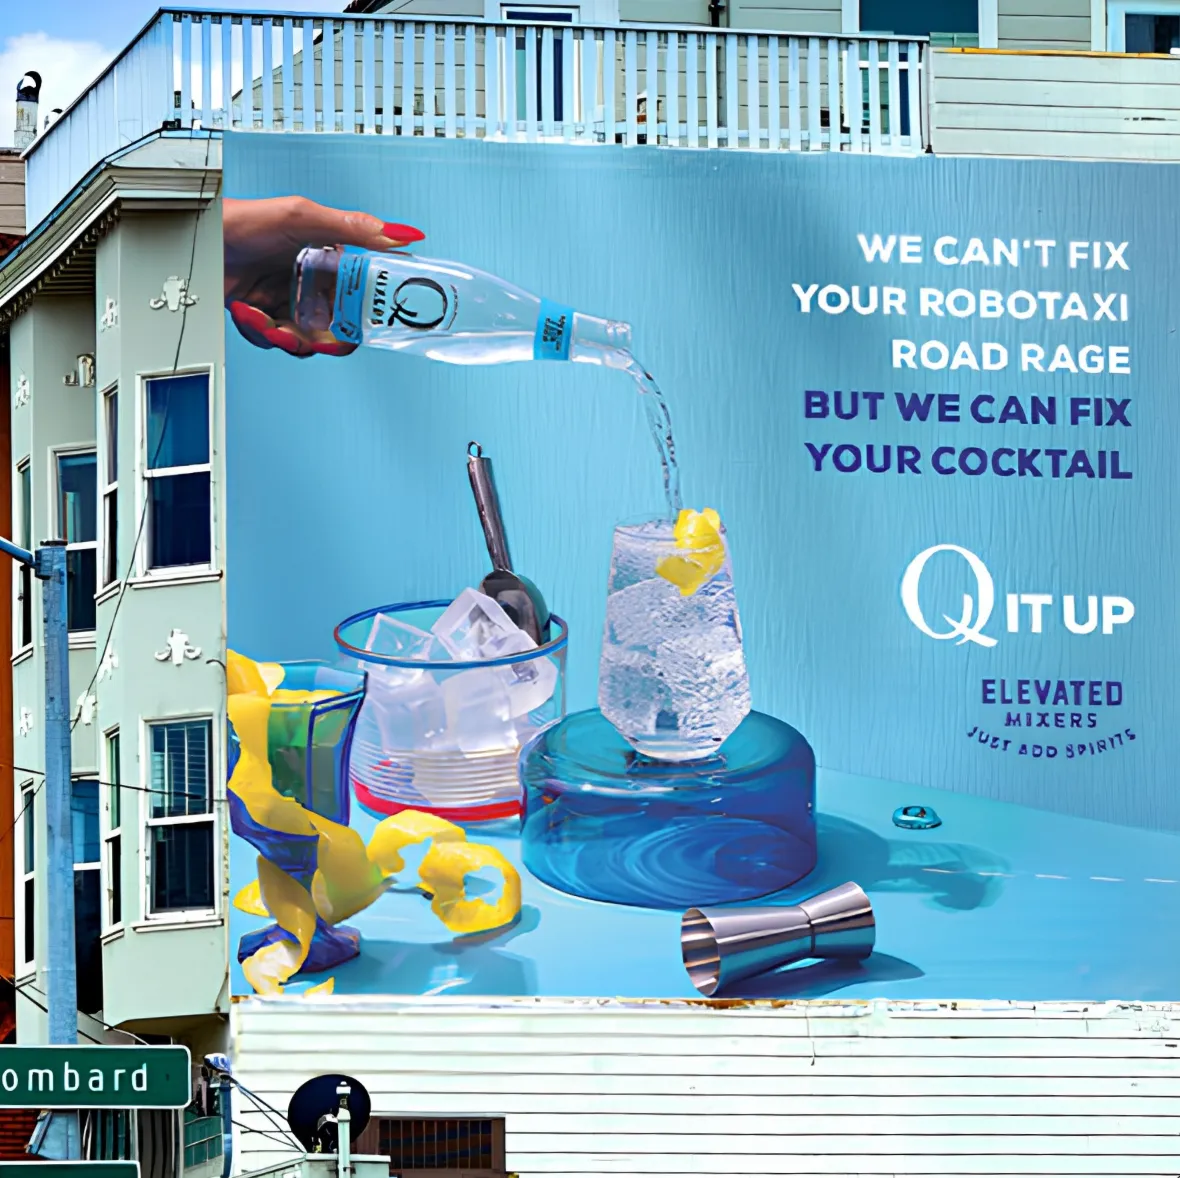 WE CAN'T FIX
YOUR ROBOTAXI
ROAD RAGE
BUT WE CAN FIX
YOUR COCKTAIL
Q IT UP
ELEVATED
MIXERS
JUST ADD SPIRITS
Q
ombard